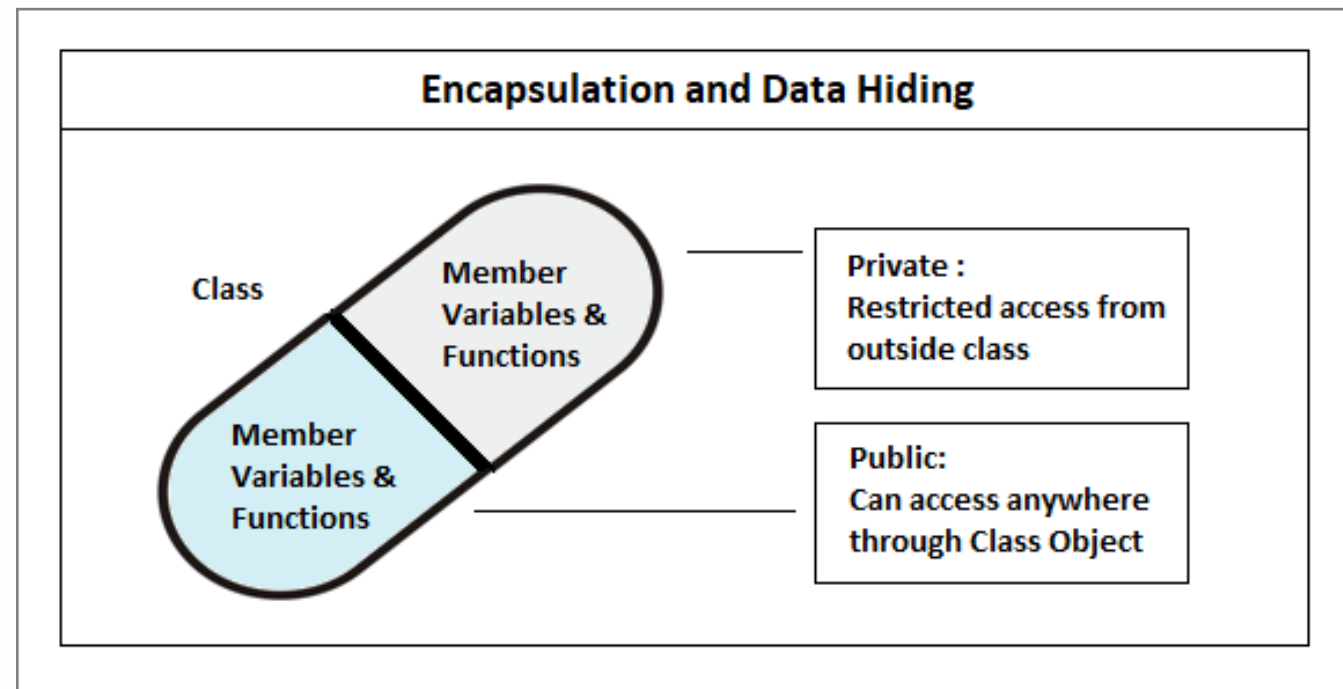 Encapsulation and Data Hiding
Class
Member
Variables &
Functions
Member
Variables &
Functions
Private :
Restricted access from
outside class
Public:
Can access anywhere
through Class Object